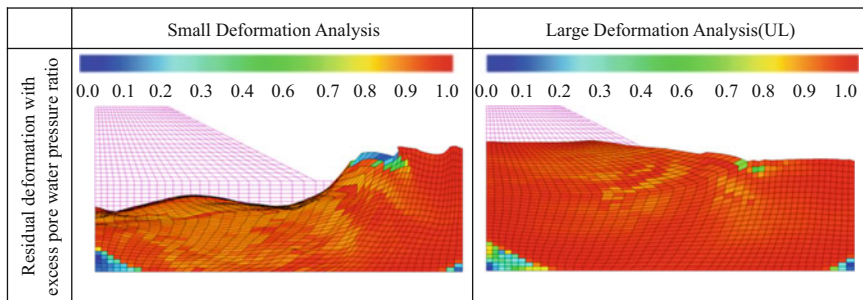 Small Deformation Analysis
Large Deformation Analysis(UL)
Residual deformation with
excess pore water pressure ratio
0.0 0.1 0.2 0.3 0.4 0.6 0.7 0.8 0.9 1.0
0.0 0.1 0.2 0.3 0.4 0.6 0.7 0.8 0.9 1.0